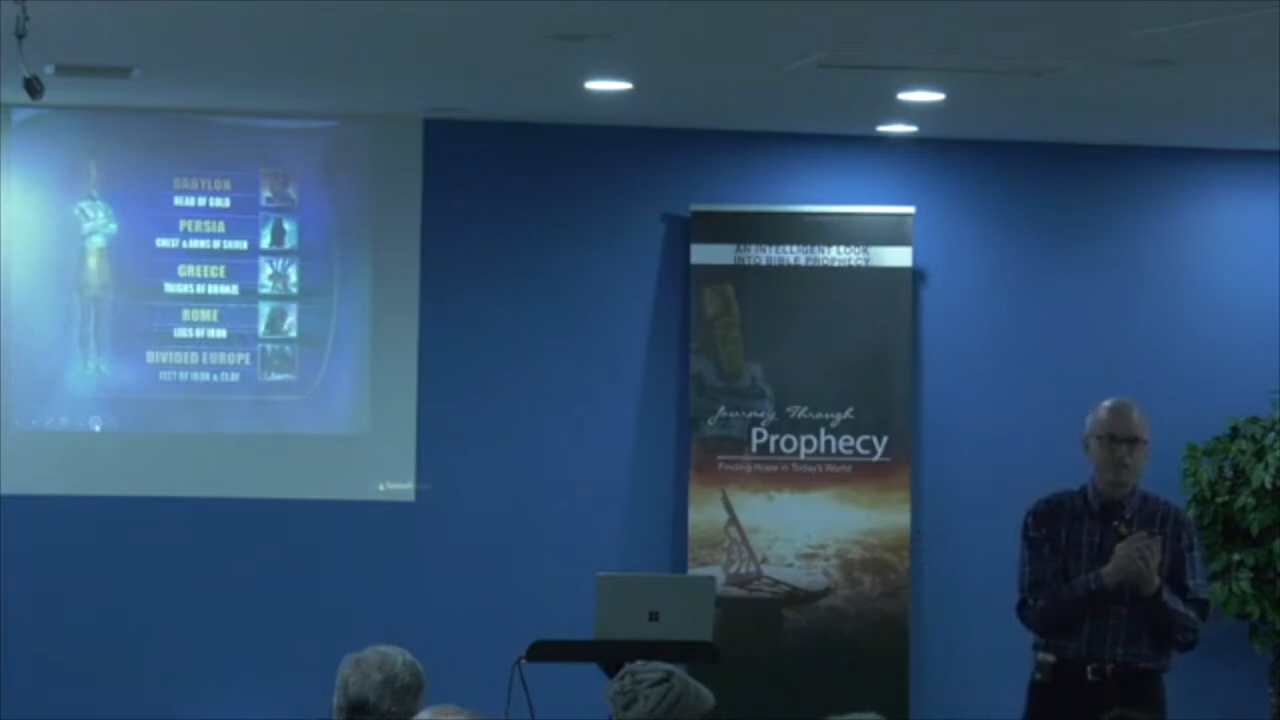 BABYLON
HEAD OF GOLD
PERSIA
CHEST & ARMS OF SILVER
GREECE
THIGHS OF BRONZE
ROME
LEGS OF IRON
DIVIDED EUROPE
FEET OF IRON & CLAY
AN INTELLIGENT LOOK
INTO BIBLE PROPHECY
Journey Through
Prophecy
Finding Hope in Today's World